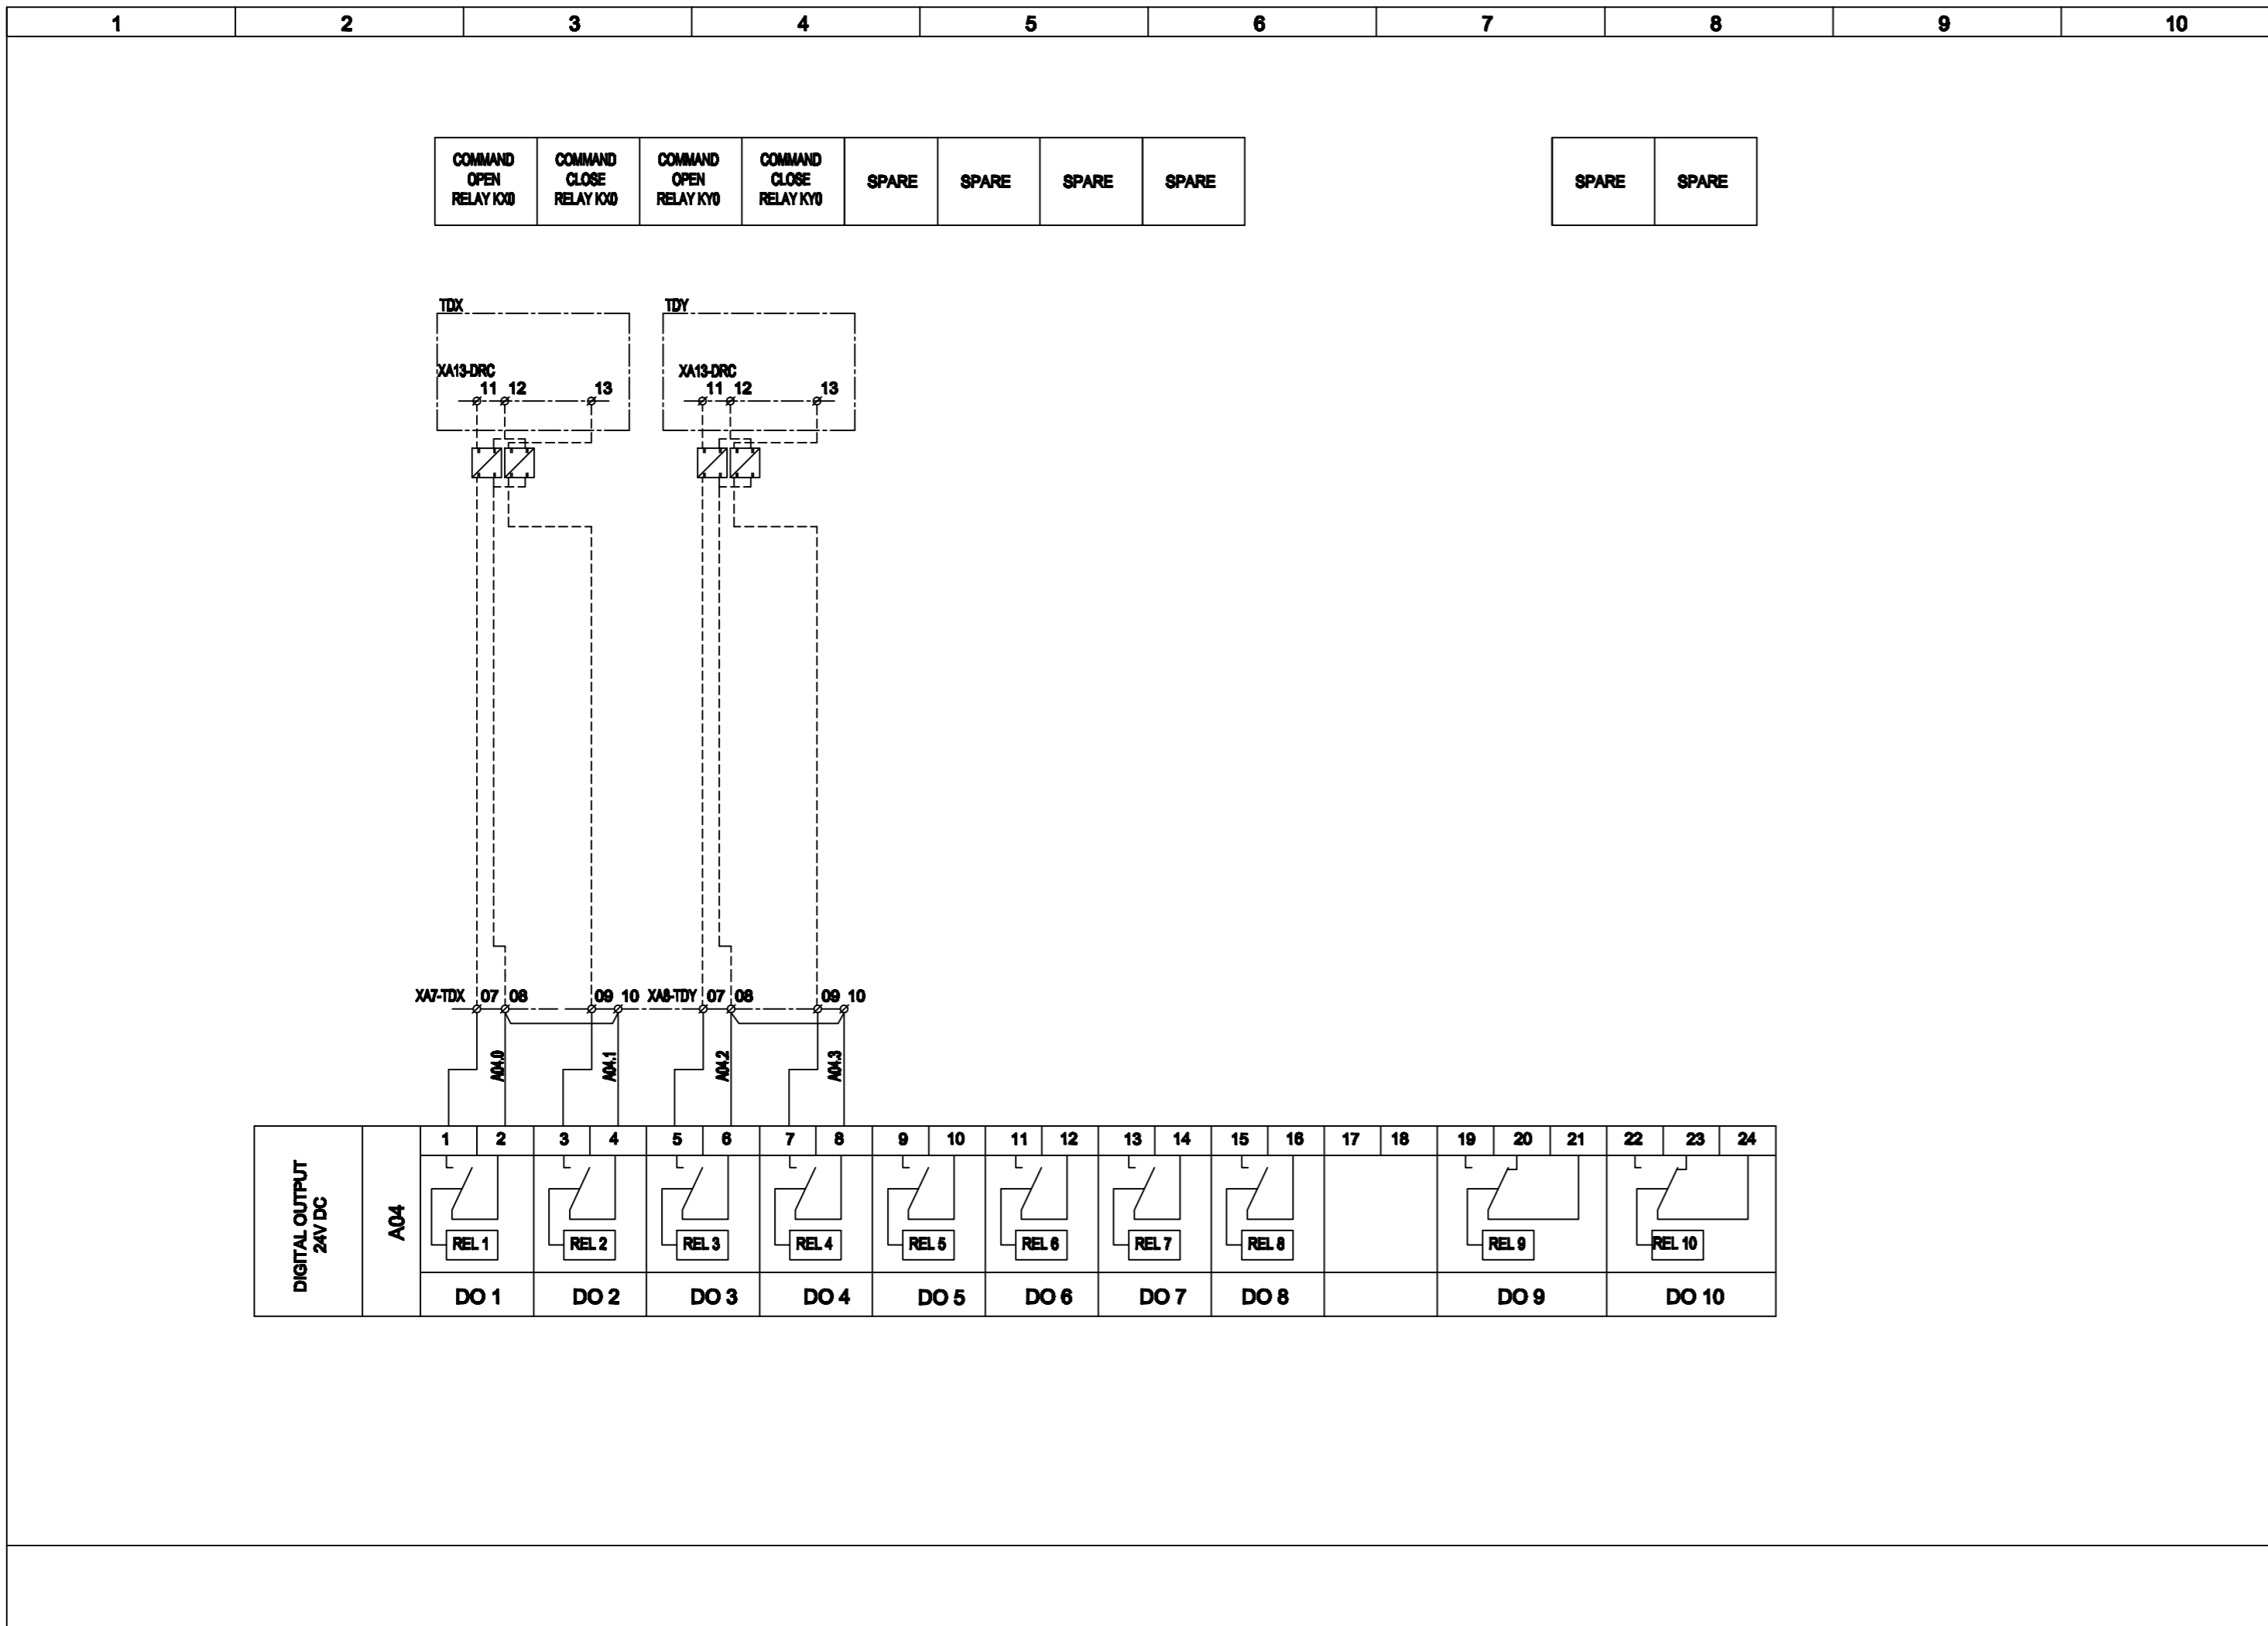 1 2 3 4 5 6 7 8 9 10
COMMAND
OPEN
RELAY KX0
COMMAND
CLOSE
RELAY KX0
COMMAND
OPEN
RELAY KY0
COMMAND
CLOSE
RELAY KY0
SPARE
SPARE
SPARE
SPARE
SPARE
SPARE
TDX
XA13-DRC
11 12 13
TDY
XA13-DRC
11 12 13
XA7-TDX 07 08 09 10
XA8-TDY 07 08 09 10
A04.0
A04.1
A04.2
A04.3
DIGITAL OUTPUT
24V DC
A04
1 2 3 4 5 6 7 8 9 10 11 12 13 14 15 16 17 18 19 20 21 22 23 24
REL 1 REL 2 REL 3 REL 4 REL 5 REL 6 REL 7 REL 8 REL 9 REL 10
DO 1 DO 2 DO 3 DO 4 DO 5 DO 6 DO 7 DO 8 DO 9 DO 10